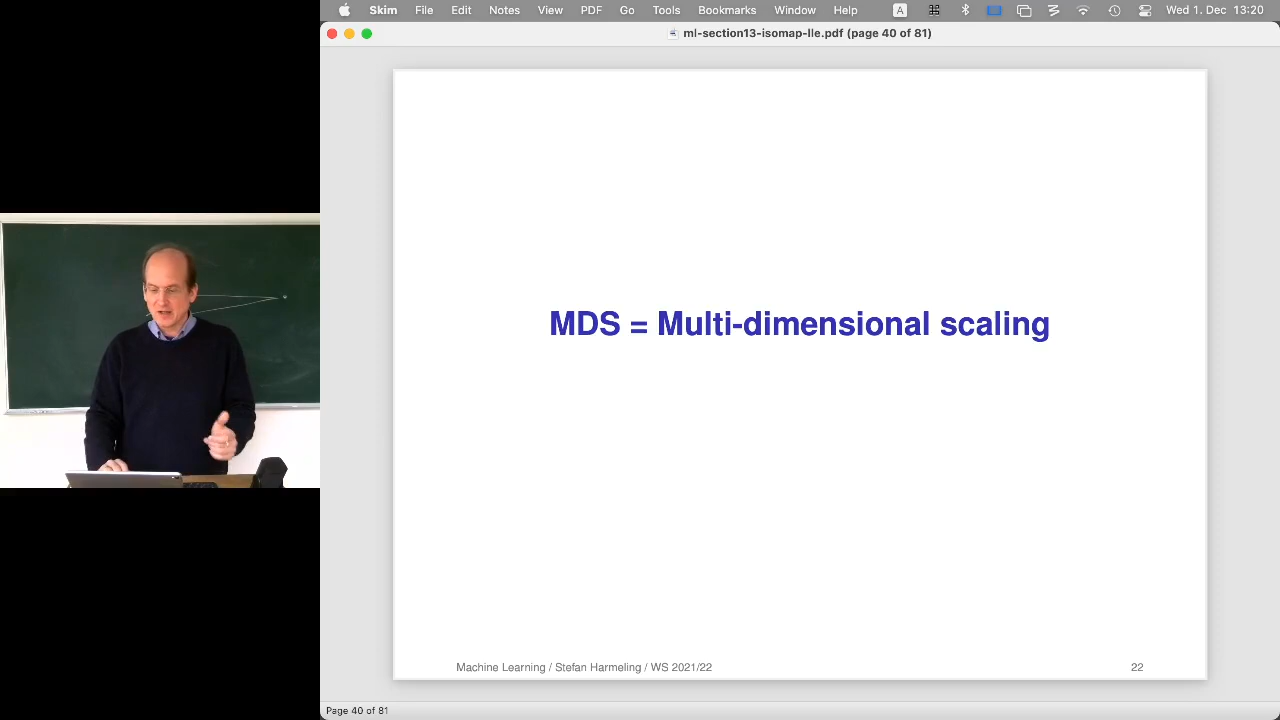 Skim File Edit Notes View PDF Go Tools Bookmarks Window Help A Wed 1. Dec 13:20
ml-section13-isomap-lle.pdf (page 40 of 81)
MDS = Multi-dimensional scaling
Machine Learning / Stefan Harmeling / WS 2021/22 22
Page 40 of 81